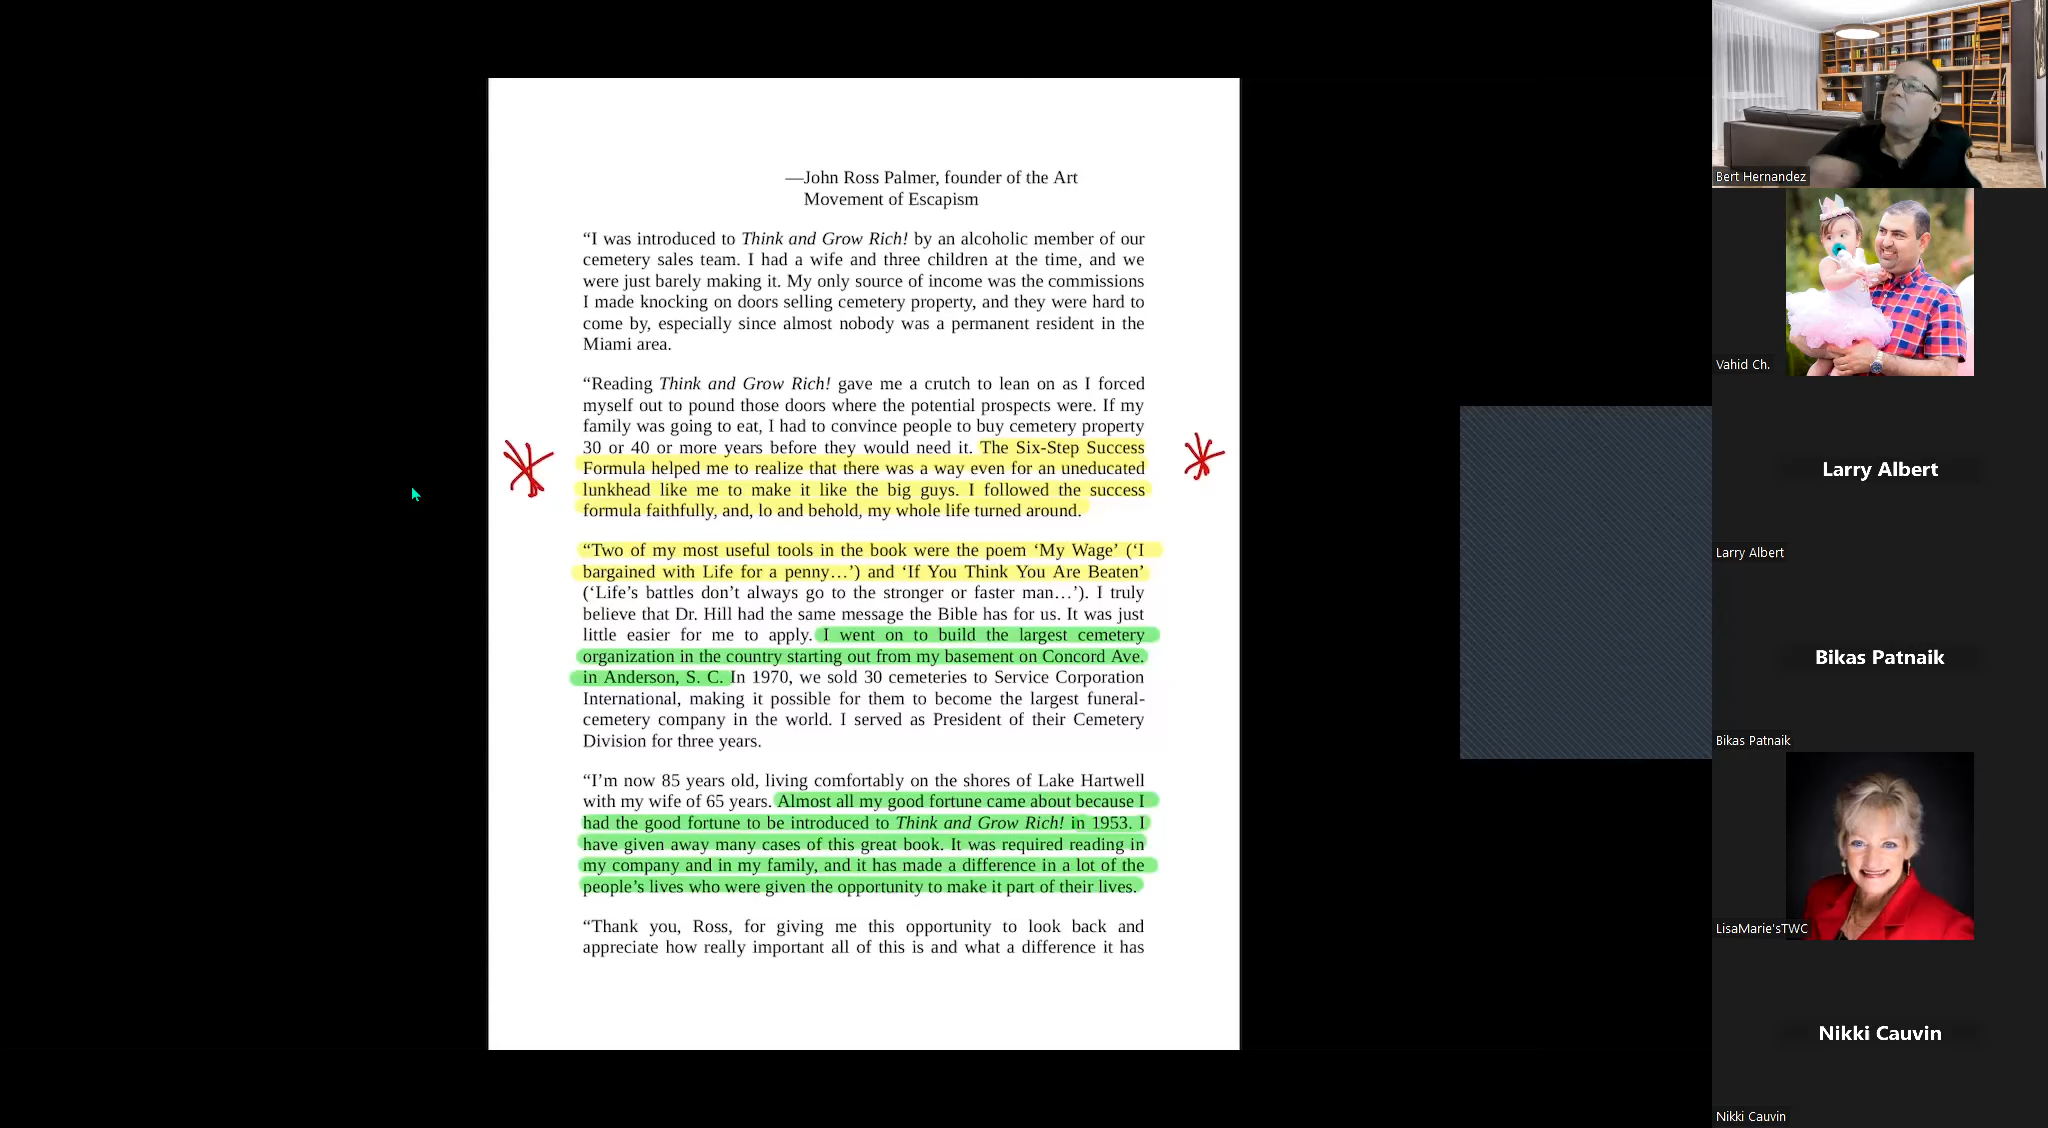 —John Ross Palmer, founder of the Art
Movement of Escapism
“I was introduced to Think and Grow Rich! by an alcoholic member of our
cemetery sales team. I had a wife and three children at the time, and we
were just barely making it. My only source of income was the commissions
I made knocking on doors selling cemetery property, and they were hard to
come by, especially since almost nobody was a permanent resident in the
Miami area.
“Reading Think and Grow Rich! gave me a crutch to lean on as I forced
myself out to pound those doors where the potential prospects were. If my
family was going to eat, I had to convince people to buy cemetery property
30 or 40 or more years before they would need it. The Six-Step Success
Formula helped me to realize that there was a way even for an uneducated
lunkhead like me to make it like the big guys. I followed the success
formula faithfully, and, lo and behold, my whole life turned around.
“Two of my most useful tools in the book were the poem ‘My Wage’ (‘I
bargained with Life for a penny…’) and ‘If You Think You Are Beaten’
(‘Life’s battles don’t always go to the stronger or faster man…’). I truly
believe that Dr. Hill had the same message the Bible has for us. It was just
little easier for me to apply. I went on to build the largest cemetery
organization in the country starting out from my basement on Concord Ave.
in Anderson, S. C. In 1970, we sold 30 cemeteries to Service Corporation
International, making it possible for them to become the largest funeral-
cemetery company in the world. I served as President of their Cemetery
Division for three years.
“I’m now 85 years old, living comfortably on the shores of Lake Hartwell
with my wife of 65 years. Almost all my good fortune came about because I
had the good fortune to be introduced to Think and Grow Rich! in 1953. I
have given away many cases of this great book. It was required reading in
my company and in my family, and it has made a difference in a lot of the
people’s lives who were given the opportunity to make it part of their lives.
“Thank you, Ross, for giving me this opportunity to look back and
appreciate how really important all of this is and what a difference it has
Bert Hernandez
Vahid Ch.
Larry Albert
Larry Albert
Bikas Patnaik
Bikas Patnaik
LisaMarie'sTWC
Nikki Cauvin
Nikki Cauvin